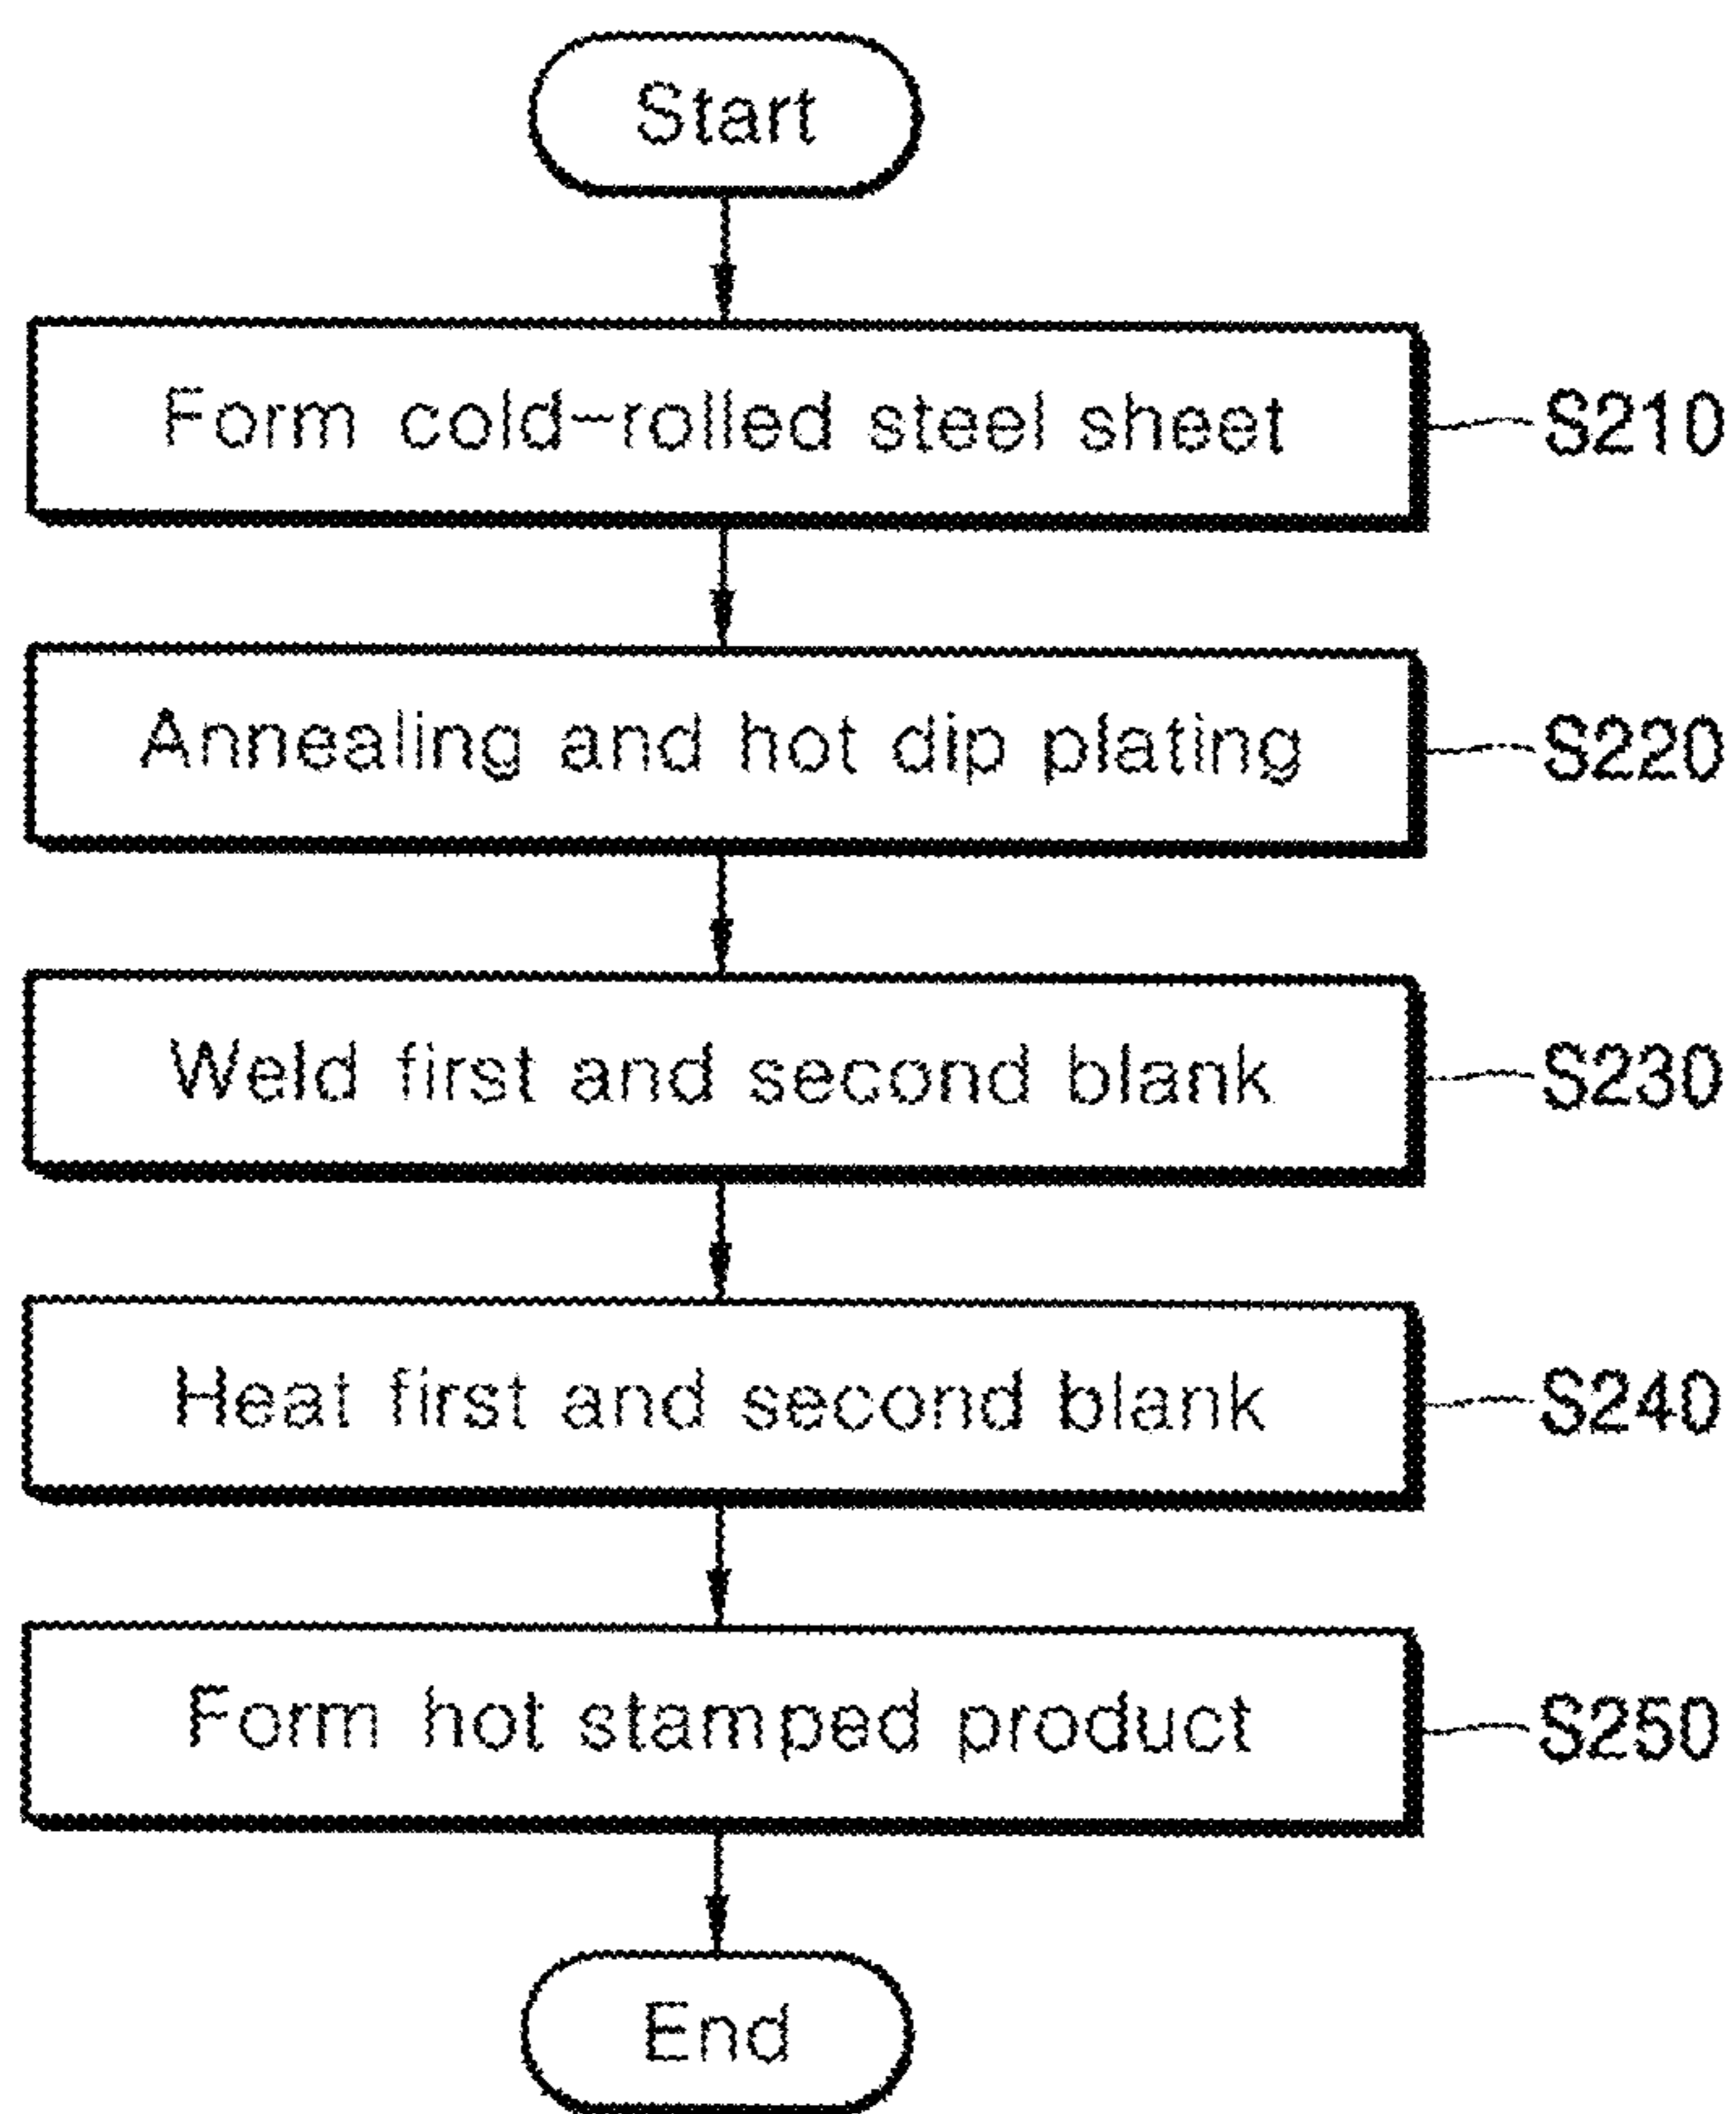 Start
Form cold-rolled steel sheet S210
Annealing and hot dip plating S220
Weld first and second blank S230
Heat first and second blank S240
Form hot stamped product S250
End